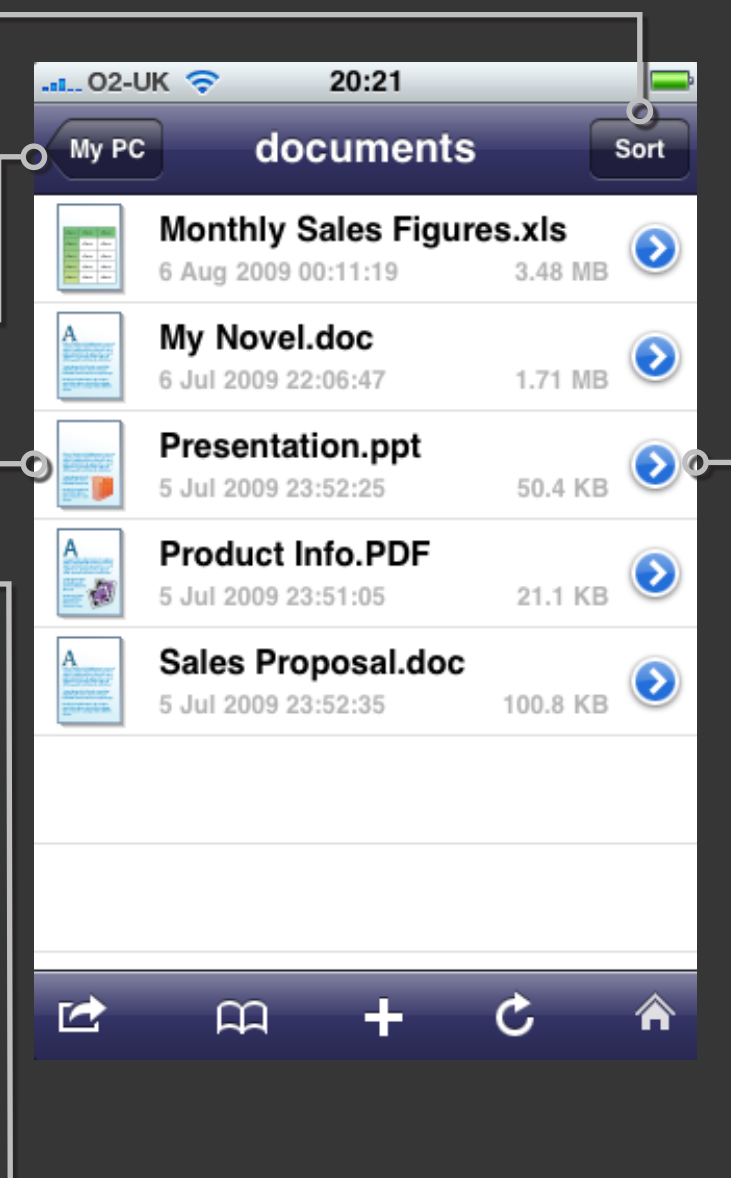 O2-UK 20:21
My PC documents Sort
Monthly Sales Figures.xls
6 Aug 2009 00:11:19 3.48 MB
My Novel.doc
6 Jul 2009 22:06:47 1.71 MB
Presentation.ppt
5 Jul 2009 23:52:25 50.4 KB
Product Info.PDF
5 Jul 2009 23:51:05 21.1 KB
Sales Proposal.doc
5 Jul 2009 23:52:35 100.8 KB